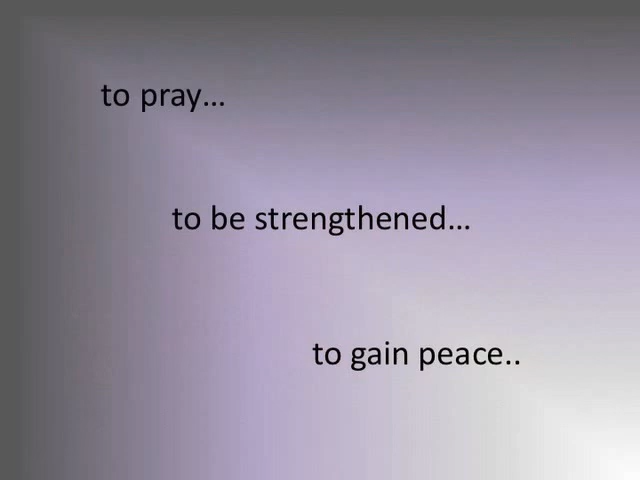 to pray…
to be strengthened…
to gain peace..